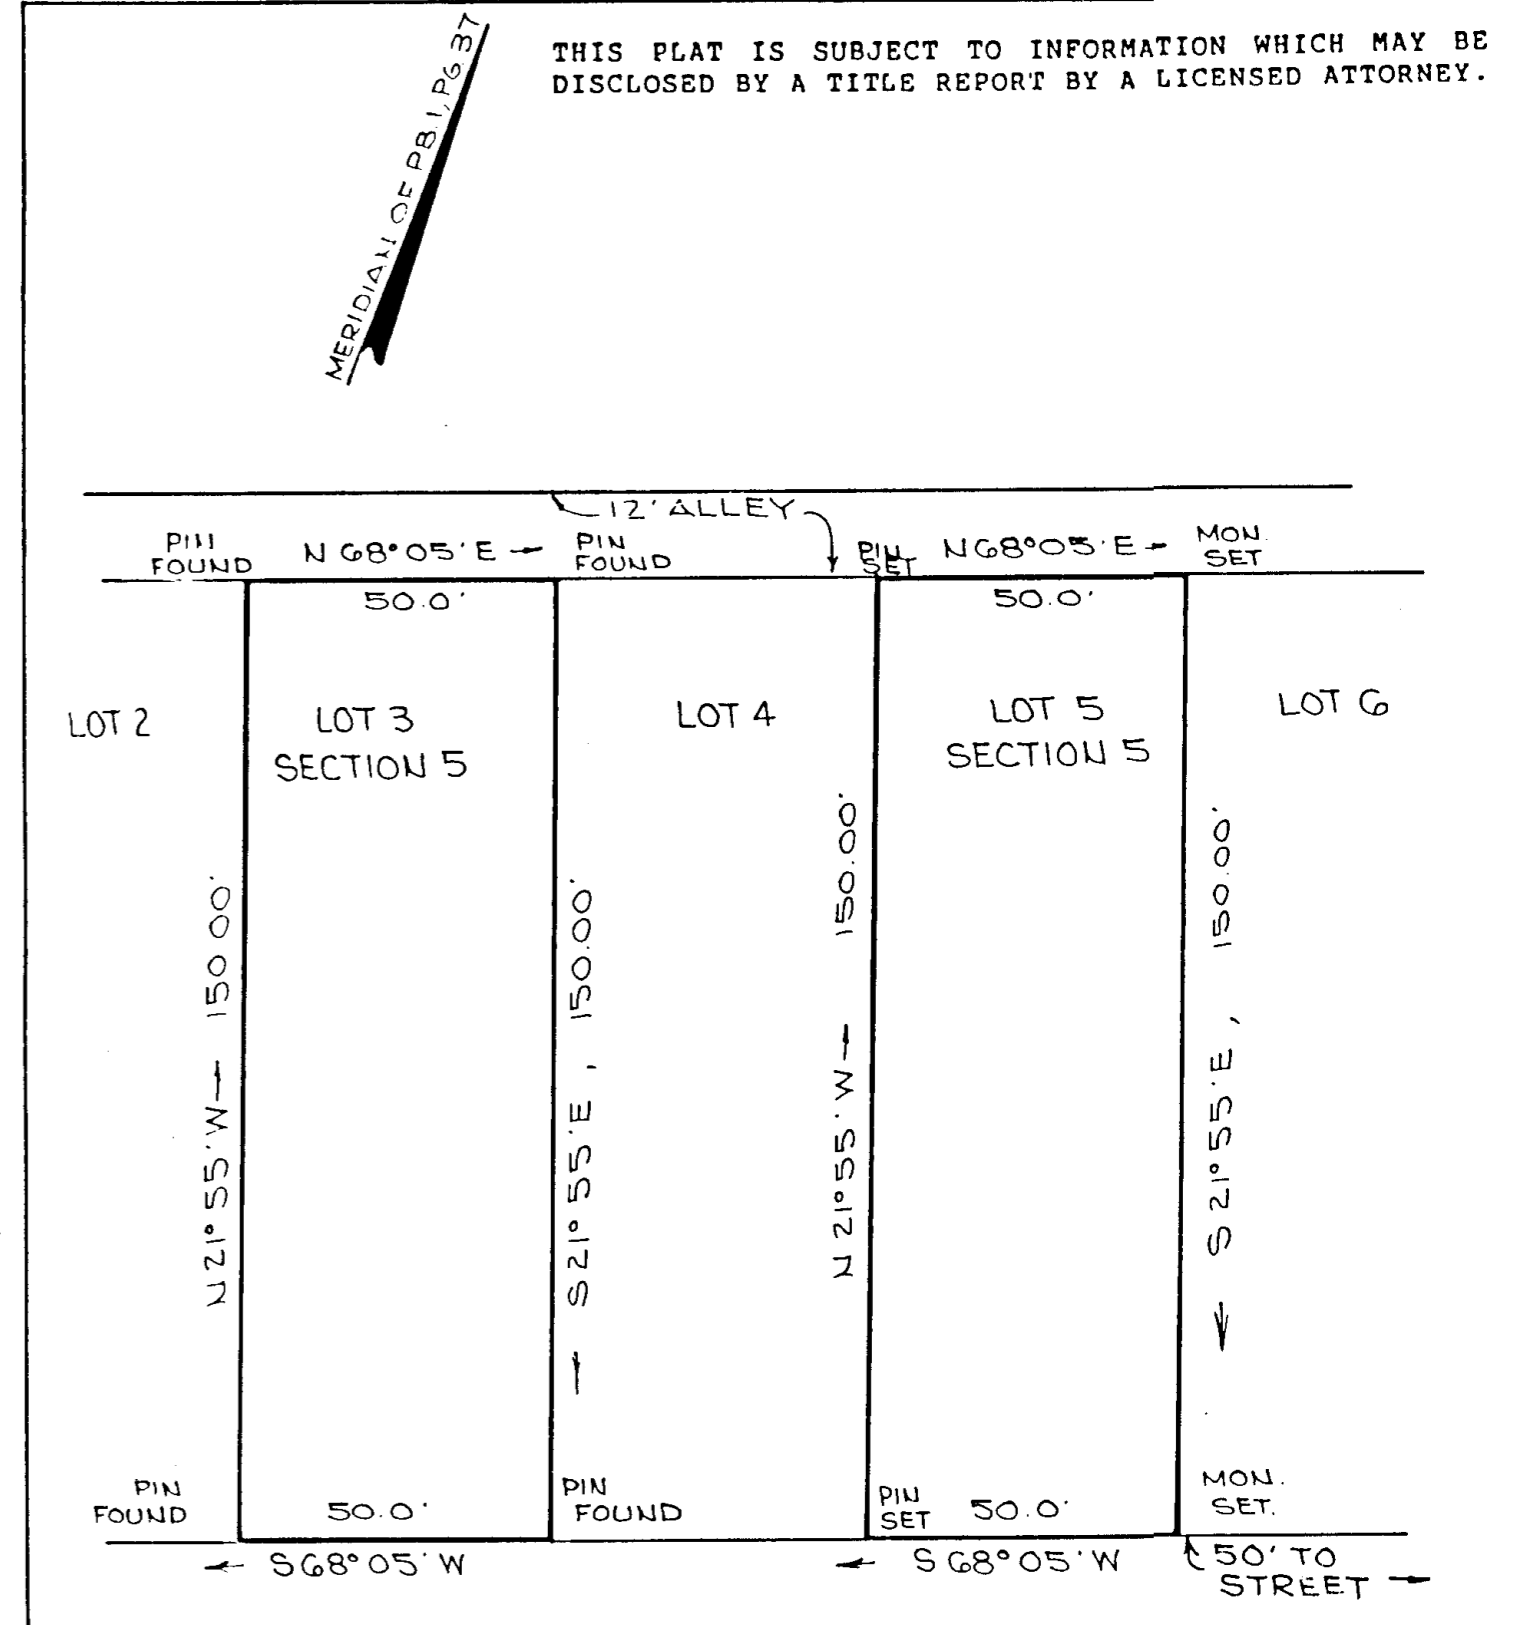 THIS PLAT IS SUBJECT TO INFORMATION WHICH MAY BE
DISCLOSED BY A TITLE REPORT BY A LICENSED ATTORNEY.
MERIDIAN OF PB. 1, PG. 37
12' ALLEY
PIN
FOUND
N 68°05' E
PIN
FOUND
PIN
SET
N 68°05' E
MON.
SET
50.0'
50.0'
LOT 2
LOT 3
SECTION 5
LOT 4
LOT 5
SECTION 5
LOT 6
N 21°55' W 150.00'
S 21°55' E, 150.00'
N 21°55' W 150.00'
S 21°55' E, 150.00'
PIN
FOUND
50.0'
PIN
FOUND
PIN
SET
50.0'
MON.
SET.
S 68°05' W
S 68°05' W
50' TO
STREET